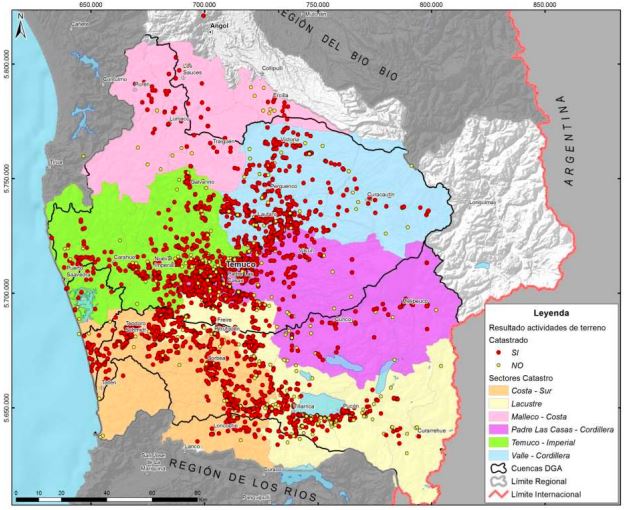 650.000
700.000
750.000
800.000
850.000
N
REGIÓN DEL BIO BIO
Angol
Collipulli
Los
Sauces
Purén
Ercilla
Lumaco
Traiguén
Victoria
ARGENTINA
Galvarino
Perquenco
Curacautín
Lonquimay
Lautaro
Carahue
Nueva
Imperial
Temuco
Saavedra
Melipeuco
Cunco
Freire
Teodoro
Toltén
Villarrica
Pucón
Loncoche
Curarrehue
Lanco
San José
de la
Mariquina
Panguipulli
REGIÓN DE LOS RIOS
5.800.000
5.750.000
5.700.000
5.650.000
0 10 20 40 60 80
Km
Leyenda
Resultado actividades de terreno
Catastrado
SI
NO
Sectores Catastro
Costa - Sur
Lacustre
Malleco - Costa
Padre Las Casas - Cordillera
Temuco - Imperial
Valle - Cordillera
Cuencas DGA
Límite Regional
Límite Internacional